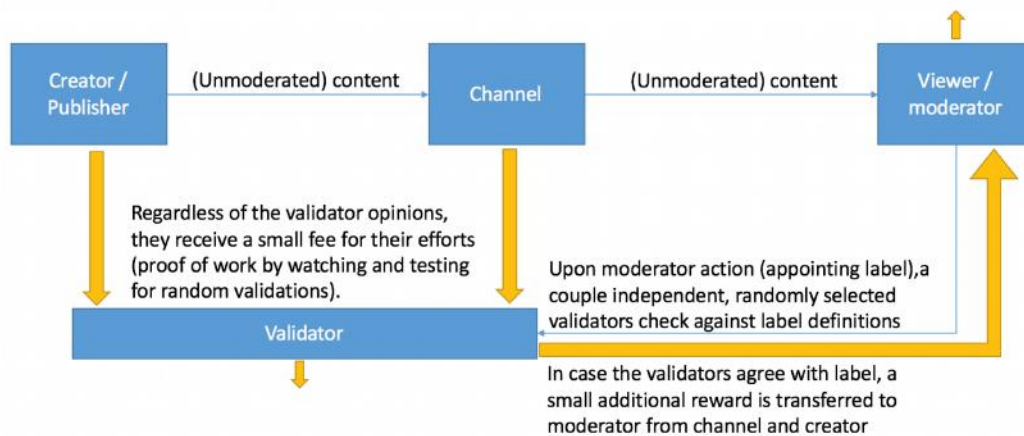 Creator /
Publisher
(Unmoderated) content
Channel
(Unmoderated) content
Viewer /
moderator
Regardless of the validator opinions,
they receive a small fee for their efforts
(proof of work by watching and testing
for random validations).
Upon moderator action (appointing label),a
couple independent, randomly selected
validators check against label definitions
Validator
In case the validators agree with label, a
small additional reward is transferred to
moderator from channel and creator